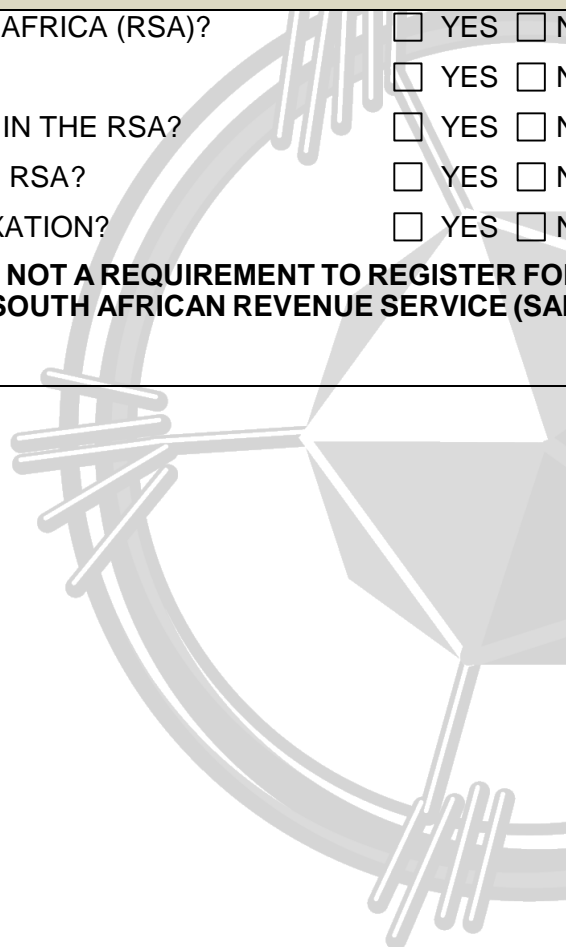 AFRICA (RSA)? ☐ YES ☐ N
☐ YES ☐ N
IN THE RSA? ☐ YES ☐ N
RSA? ☐ YES ☐ N
XATION? ☐ YES ☐ N
NOT A REQUIREMENT TO REGISTER FO
SOUTH AFRICAN REVENUE SERVICE (SA